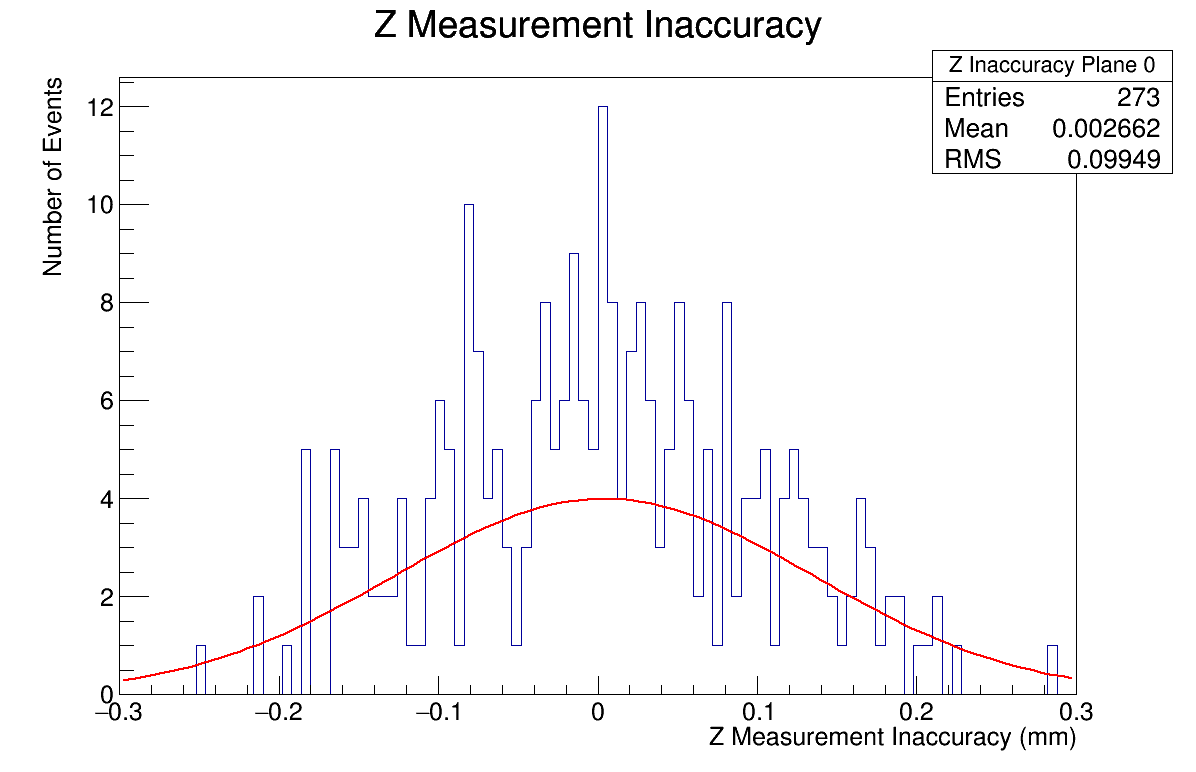 Z Measurement Inaccuracy
Z Inaccuracy Plane 0
Entries 273
Mean 0.002662
RMS 0.09949
Number of Events
12
10
8
6
4
2
0
−0.3 −0.2 −0.1 0 0.1 0.2 0.3
Z Measurement Inaccuracy (mm)